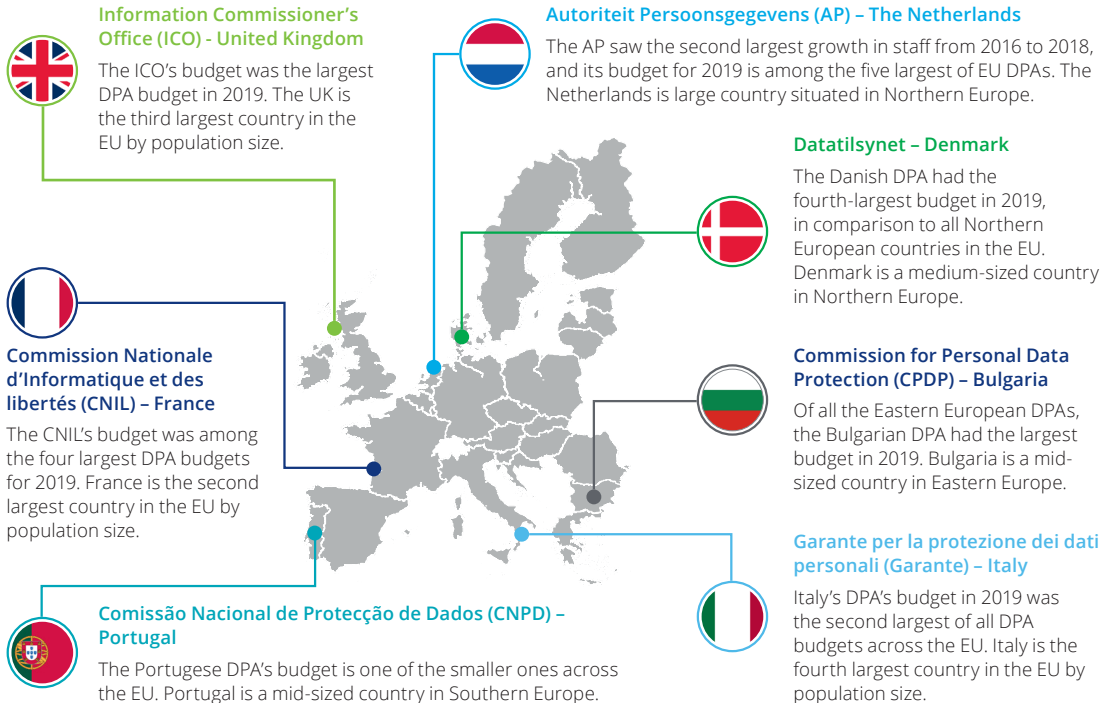 Information Commissioner's
Office (ICO) - United Kingdom
The ICO's budget was the largest
DPA budget in 2019. The UK is
the third largest country in the
EU by population size.
Autoriteit Persoonsgegevens (AP) – The Netherlands
The AP saw the second largest growth in staff from 2016 to 2018,
and its budget for 2019 is among the five largest of EU DPAs. The
Netherlands is large country situated in Northern Europe.
Datatilsynet – Denmark
The Danish DPA had the
fourth-largest budget in 2019,
in comparison to all Northern
European countries in the EU.
Denmark is a medium-sized country
in Northern Europe.
Commission Nationale
d'Informatique et des
libertés (CNIL) – France
The CNIL's budget was among
the four largest DPA budgets
for 2019. France is the second
largest country in the EU by
population size.
Commission for Personal Data
Protection (CPDP) – Bulgaria
Of all the Eastern European DPAs,
the Bulgarian DPA had the largest
budget in 2019. Bulgaria is a mid-
sized country in Eastern Europe.
Garante per la protezione dei dati
personali (Garante) – Italy
Italy's DPA's budget in 2019 was
the second largest of all DPA
budgets across the EU. Italy is the
fourth largest country in the EU by
population size.
Comissão Nacional de Protecção de Dados (CNPD) –
Portugal
The Portugese DPA's budget is one of the smaller ones across
the EU. Portugal is a mid-sized country in Southern Europe.